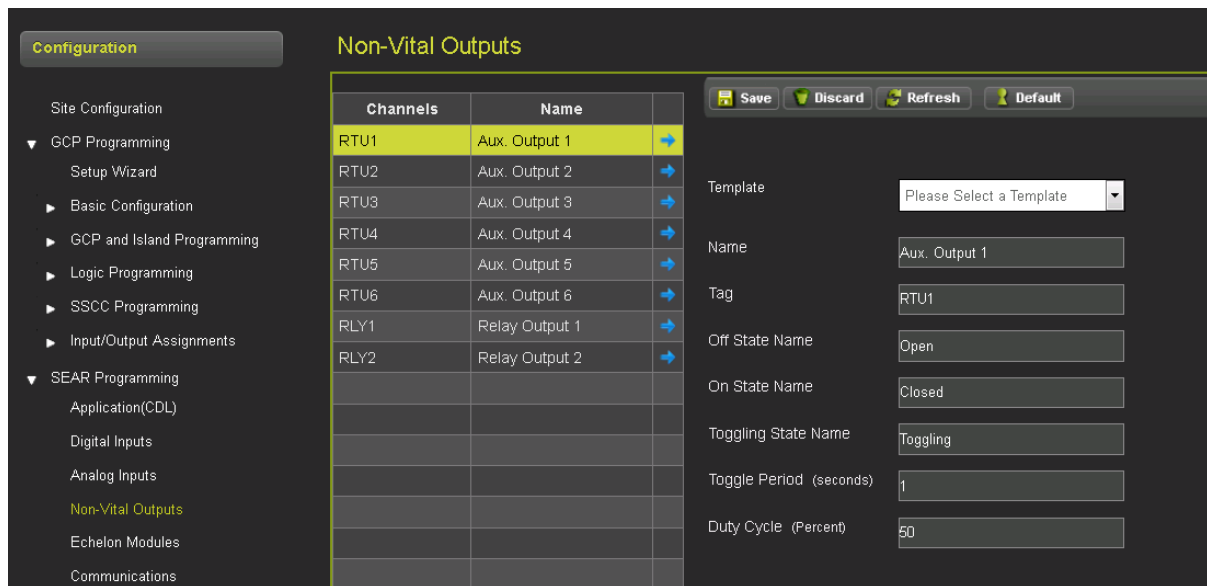 Configuration
Site Configuration
GCP Programming
Setup Wizard
Basic Configuration
GCP and Island Programming
Logic Programming
SSCC Programming
Input/Output Assignments
SEAR Programming
Application(CDL)
Digital Inputs
Analog Inputs
Non-Vital Outputs
Echelon Modules
Communications
Non-Vital Outputs
Channels Name
RTU1 Aux. Output 1
RTU2 Aux. Output 2
RTU3 Aux. Output 3
RTU4 Aux. Output 4
RTU5 Aux. Output 5
RTU6 Aux. Output 6
RLY1 Relay Output 1
RLY2 Relay Output 2
Save Discard Refresh Default
Template Please Select a Template
Name Aux. Output 1
Tag RTU1
Off State Name Open
On State Name Closed
Toggling State Name Toggling
Toggle Period (seconds) 1
Duty Cycle (Percent) 50